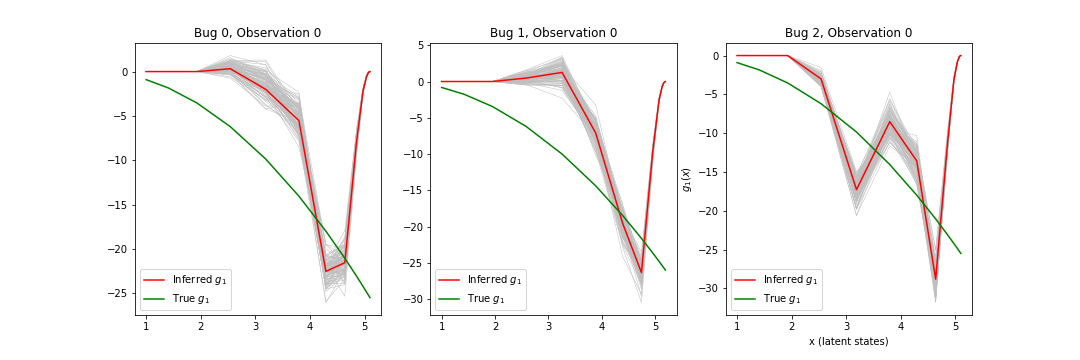 Bug 0, Observation 0
0
−5
−10
−15
−20
−25
1 2 3 4 5
Inferred g₁
True g₁
Bug 1, Observation 0
5
0
−5
−10
−15
−20
−25
−30
1 2 3 4 5
Inferred g₁
True g₁
Bug 2, Observation 0
g₁(x)
0
−5
−10
−15
−20
−25
−30
1 2 3 4 5
x (latent states)
Inferred g₁
True g₁